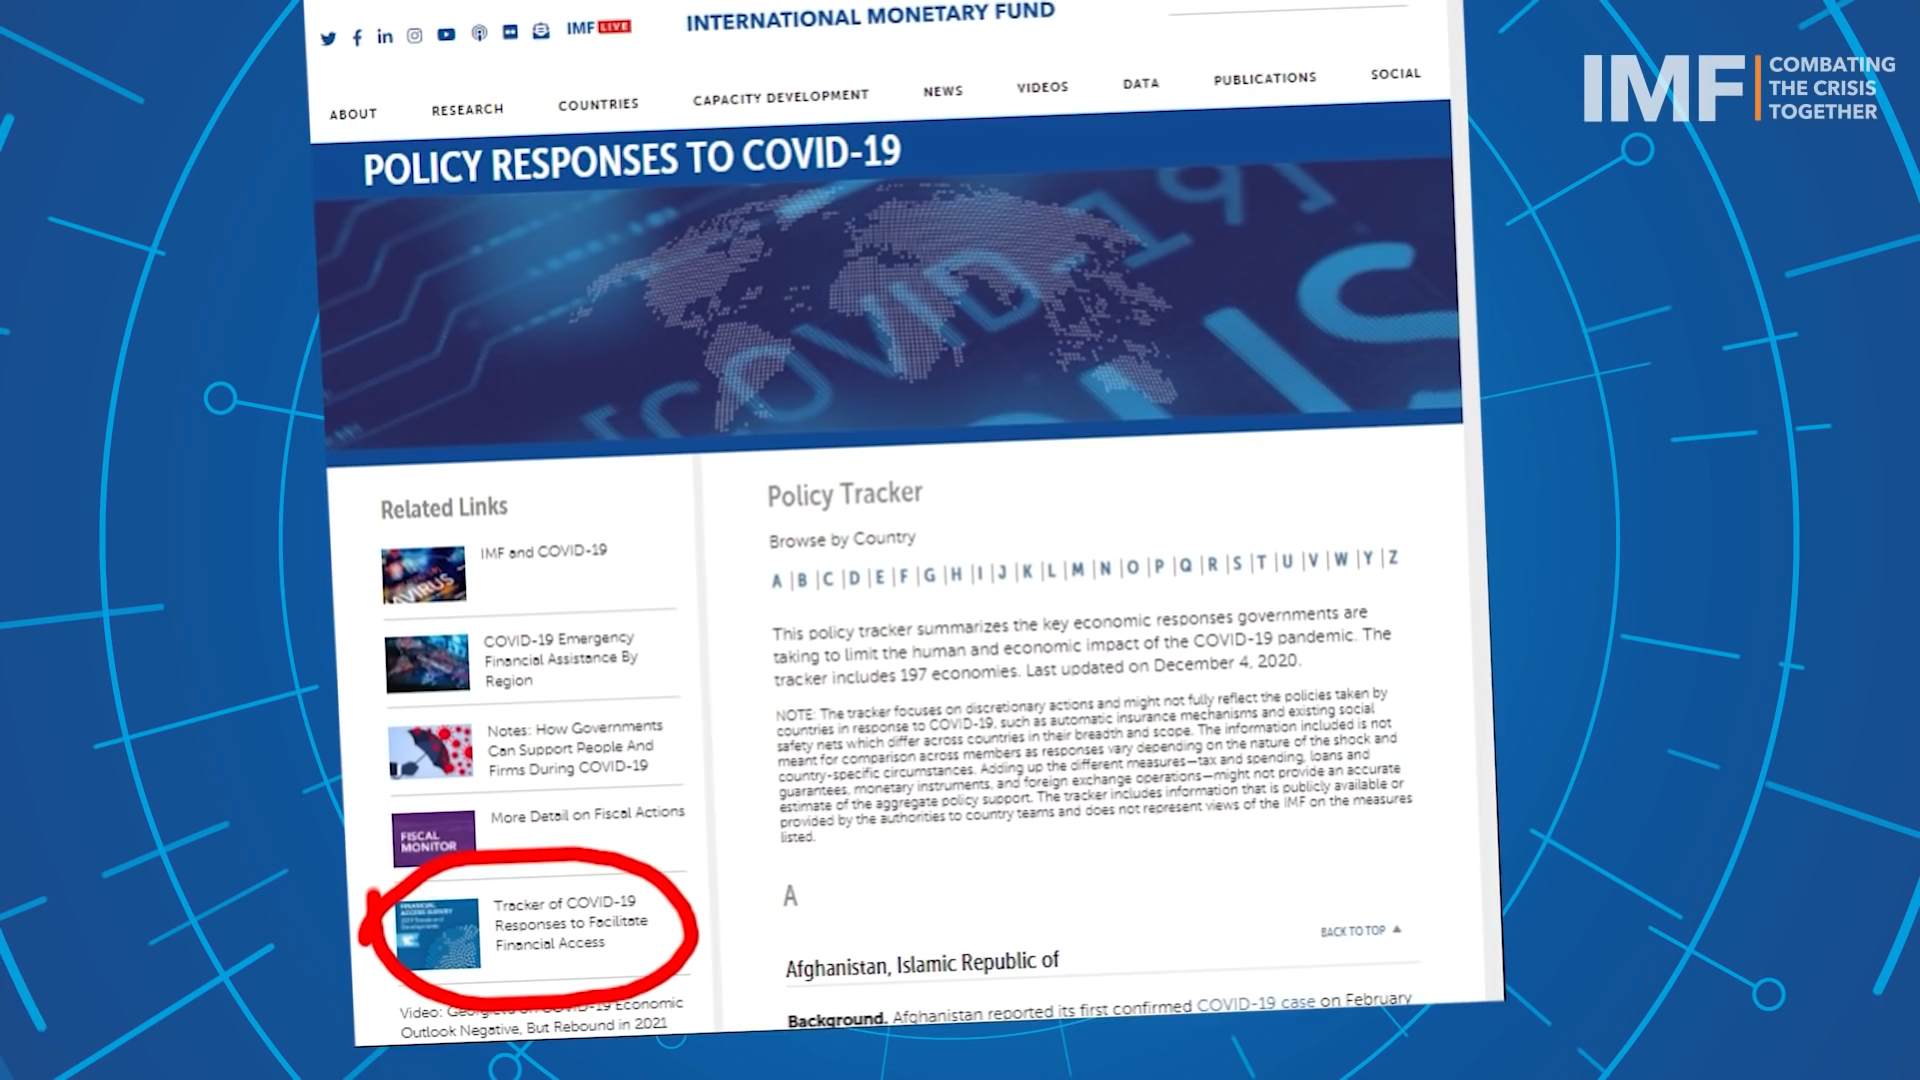 IMF LIVE
INTERNATIONAL MONETARY FUND
ABOUT RESEARCH COUNTRIES CAPACITY DEVELOPMENT NEWS VIDEOS DATA PUBLICATIONS SOCIAL
IMF
COMBATING
THE CRISIS
TOGETHER
POLICY RESPONSES TO COVID-19
[COVID-19]
Related Links
IMF and COVID-19
COVID-19 Emergency
Financial Assistance By
Region
Notes: How Governments
Can Support People And
Firms During COVID-19
FISCAL
MONITOR
More Detail on Fiscal Actions
FINANCIAL
ACCESS SURVEY
Tracker of COVID-19
Responses to Facilitate
Financial Access
Video: on COVID-19 Economic
Outlook Negative, But Rebound in 2021
Policy Tracker
Browse by Country
A | B | C | D | E | F | G | H | I | J | K | L | M | N | O | P | Q | R | S | T | U | V | W | Y | Z
This policy tracker summarizes the key economic responses governments are
taking to limit the human and economic impact of the COVID-19 pandemic. The
tracker includes 197 economies. Last updated on December 4, 2020.
NOTE: The tracker focuses on discretionary actions and might not fully reflect the policies taken by
countries in response to COVID-19, such as automatic insurance mechanisms and existing social
safety nets which differ across countries in their breadth and scope. The information included is not
meant for comparison across members as responses vary depending on the nature of the shock and
country-specific circumstances. Adding up the different measures—tax and spending, loans and
guarantees, monetary instruments, and foreign exchange operations—might not provide an accurate
estimate of the aggregate policy support. The tracker includes information that is publicly available or
provided by the authorities to country teams and does not represent views of the IMF on the measures
listed.
A
BACK TO TOP
Afghanistan, Islamic Republic of
Background. Afghanistan reported its first confirmed COVID-19 case on February